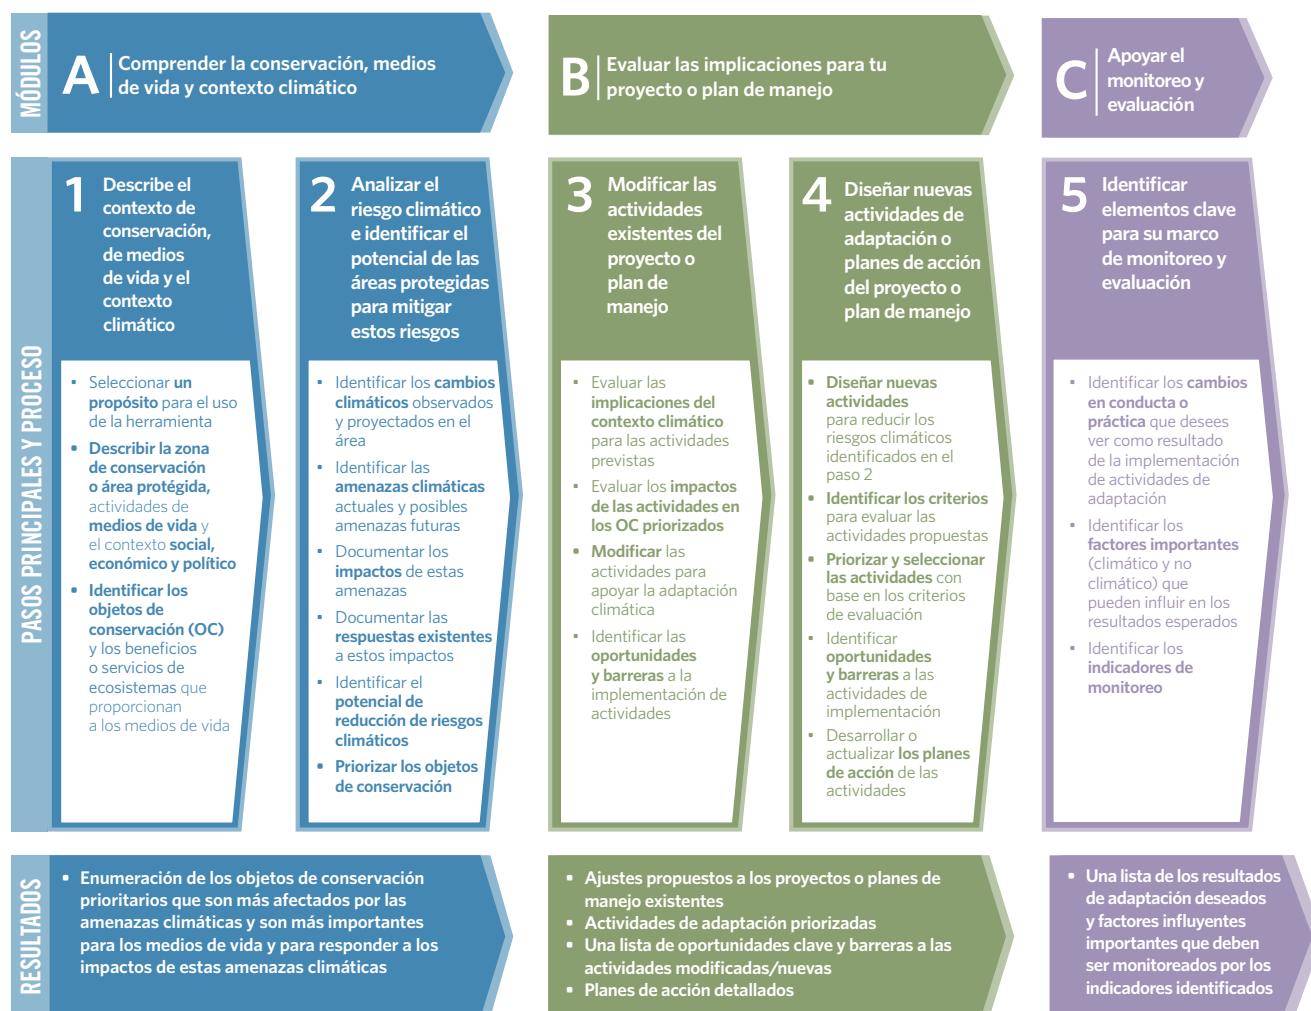 MÓDULOS
A
Comprender la conservación, medios
de vida y contexto climático
B
Evaluar las implicaciones para tu
proyecto o plan de manejo
C
Apoyar el
monitoreo y
evaluación
PASOS PRINCIPALES Y PROCESO
1
Describe el
contexto de
conservación,
de medios
de vida y el
contexto
climático
▪ Seleccionar un
propósito para el uso
de la herramienta
▪ Describir la zona
de conservación
o área protégida,
actividades de
medios de vida y
el contexto social,
económico y político
▪ Identificar los
objetos de
conservación (OC)
y los beneficios
o servicios de
ecosistemas que
proporcionan
a los medios de vida
2
Analizar el
riesgo climático
e identificar el
potencial de las
áreas protegidas
para mitigar
estos riesgos
▪ Identificar los cambios
climáticos observados
y proyectados en el
área
▪ Identificar las
amenazas climáticas
actuales y posibles
amenazas futuras
▪ Documentar los
impactos de estas
amenazas
▪ Documentar las
respuestas existentes
a estos impactos
▪ Identificar el
potencial de
reducción de riesgos
climáticos
▪ Priorizar los objetos
de conservación
3
Modificar las
actividades
existentes del
proyecto o
plan de
manejo
▪ Evaluar las
implicaciones del
contexto climático
para las actividades
previstas
▪ Evaluar los impactos
de las actividades en
los OC priorizados
▪ Modificar las
actividades para
apoyar la adaptación
climática
▪ Identificar las
oportunidades
y barreras a la
implementación de
actividades
4
Diseñar nuevas
actividades de
adaptación o
planes de acción
del proyecto o
plan de manejo
▪ Diseñar nuevas
actividades
para reducir los
riesgos climáticos
identificados en el
paso 2
▪ Identificar los criterios
para evaluar las
actividades propuestas
▪ Priorizar y seleccionar
las actividades con
base en los criterios
de evaluación
▪ Identificar
oportunidades
y barreras a las
actividades de
implementación
▪ Desarrollar o
actualizar los planes
de acción de las
actividades
5
Identificar
elementos clave
para su marco
de monitoreo y
evaluación
▪ Identificar los cambios
en conducta o
práctica que desees
ver como resultado
de la implementación
de actividades de
adaptación
▪ Identificar los
factores importantes
(climático y no
climático) que
pueden influir en los
resultados esperados
▪ Identificar los
indicadores de
monitoreo
RESULTADOS
▪ Enumeración de los objetos de conservación
prioritarios que son más afectados por las
amenazas climáticas y son más importantes
para los medios de vida y para responder a los
impactos de estas amenazas climáticas
▪ Ajustes propuestos a los proyectos o planes de
manejo existentes
▪ Actividades de adaptación priorizadas
▪ Una lista de oportunidades clave y barreras a las
actividades modificadas/nuevas
▪ Planes de acción detallados
▪ Una lista de los resultados
de adaptación deseados
y factores influyentes
importantes que deben
ser monitoreados por los
indicadores identificados